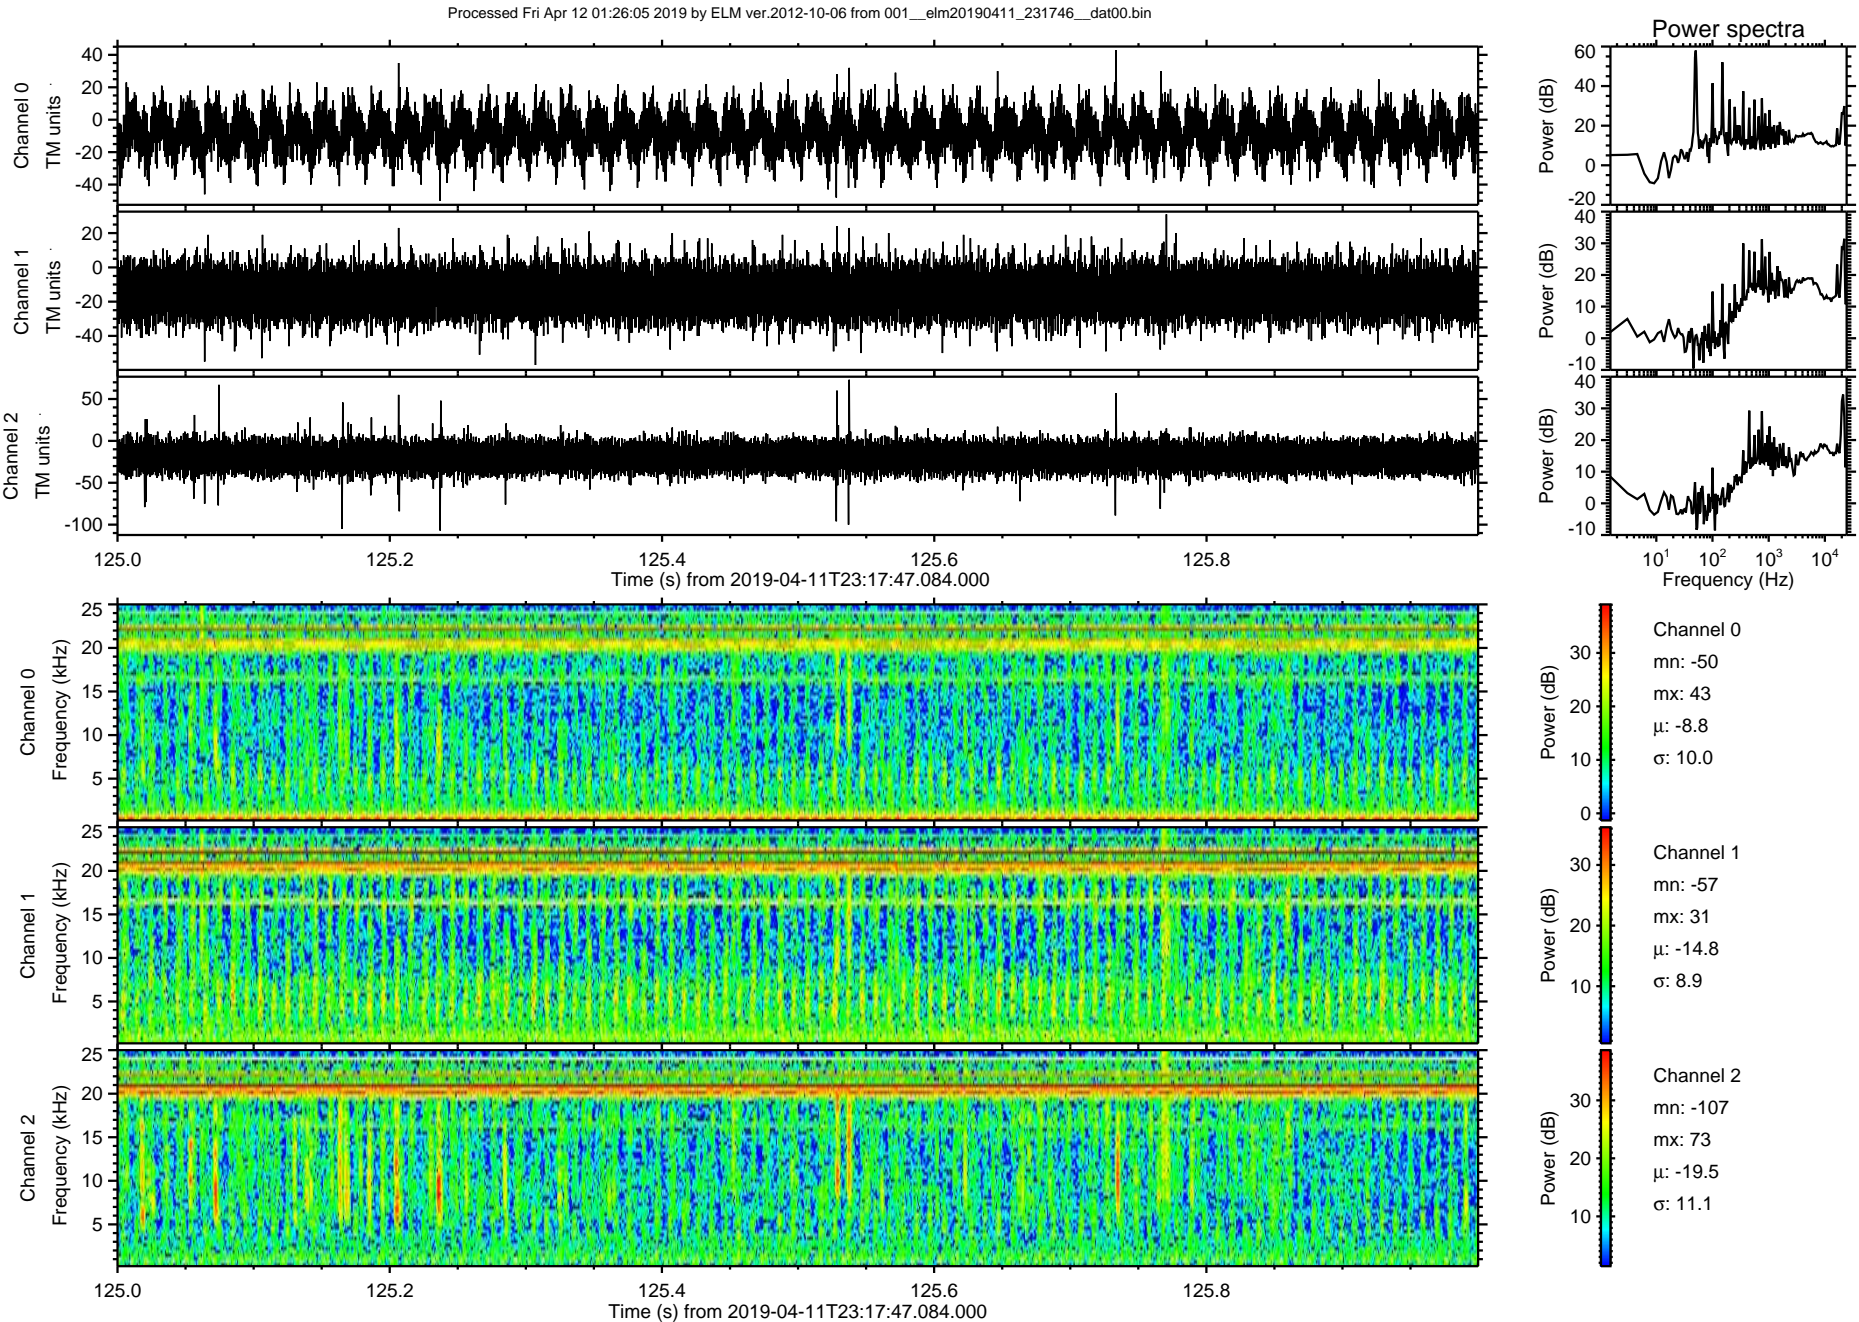 Processed Fri Apr 12 01:26:05 2019 by ELM ver.2012-10-06 from 001__elm20190411_231746__dat00.bin
Power spectra
Channel 0
TM units
40
20
0
-20
-40
Power (dB)
60
40
20
0
-20
Channel 1
TM units
20
0
-20
-40
Power (dB)
40
30
20
10
0
-10
Channel 2
TM units
50
0
-50
-100
Power (dB)
40
30
20
10
0
-10
125.0 125.2 125.4 125.6 125.8
Time (s) from 2019-04-11T23:17:47.084.000
10^1 10^2 10^3 10^4
Frequency (Hz)
Channel 0
Frequency (kHz)
25
20
15
10
5
Power (dB)
30
20
10
0
Channel 0
mn: -50
mx: 43
μ: -8.8
σ: 10.0
Channel 1
Frequency (kHz)
25
20
15
10
5
Power (dB)
30
20
10
Channel 1
mn: -57
mx: 31
μ: -14.8
σ: 8.9
Channel 2
Frequency (kHz)
25
20
15
10
5
Power (dB)
30
20
10
Channel 2
mn: -107
mx: 73
μ: -19.5
σ: 11.1
125.0 125.2 125.4 125.6 125.8
Time (s) from 2019-04-11T23:17:47.084.000